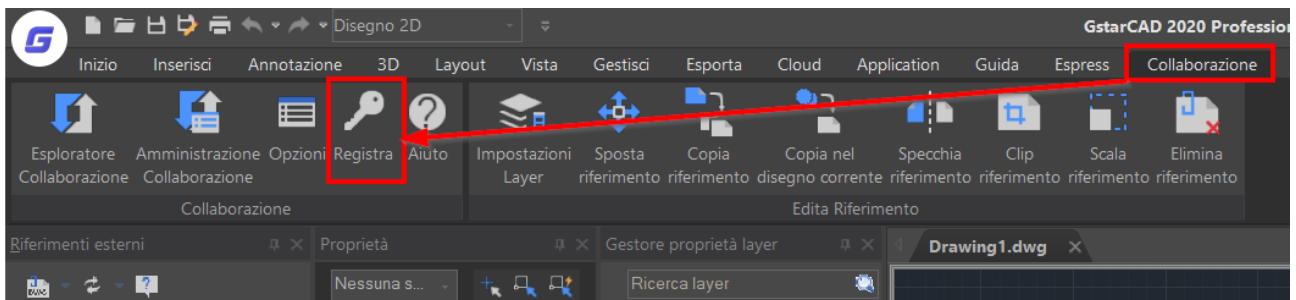 Disegno 2D
GstarCAD 2020 Profession
Inizio Inserisci Annotazione 3D Layout Vista Gestisci Esporta Cloud Application Guida Espress Collaborazione
Esploratore Amministrazione Opzioni Registra Aiuto Impostazioni Sposta Copia Copia nel Specchia Clip Scala Elimina
Collaborazione Collaborazione Layer riferimento riferimento disegno corrente riferimento riferimento riferimento riferimento
Collaborazione Edita Riferimento
Riferimenti esterni Proprietà Gestore proprietà layer Drawing1.dwg
DWG Nessuna s... Ricerca layer